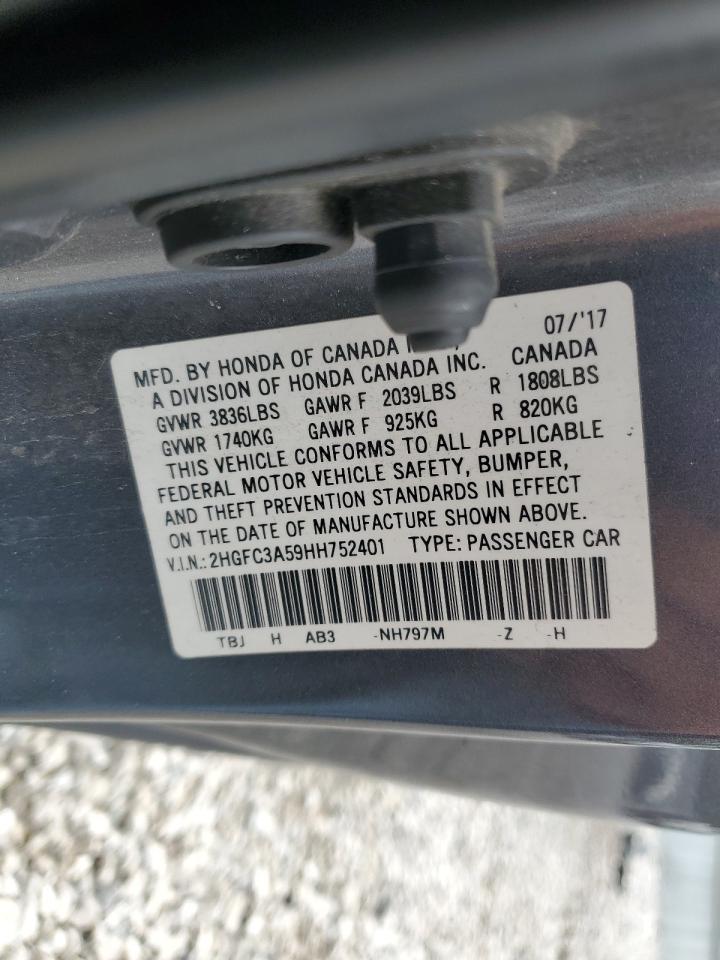 07/'17
MFD. BY HONDA OF CANADA
A DIVISION OF HONDA CANADA INC. CANADA
GVWR 3836LBS GAWR F 2039LBS R 1808LBS
GVWR 1740KG GAWR F 925KG R 820KG
THIS VEHICLE CONFORMS TO ALL APPLICABLE
FEDERAL MOTOR VEHICLE SAFETY, BUMPER,
AND THEFT PREVENTION STANDARDS IN EFFECT
ON THE DATE OF MANUFACTURE SHOWN ABOVE.
V.I.N.: 2HGFC3A59HH752401 TYPE: PASSENGER CAR
TBJ H AB3 -NH797M -Z -H